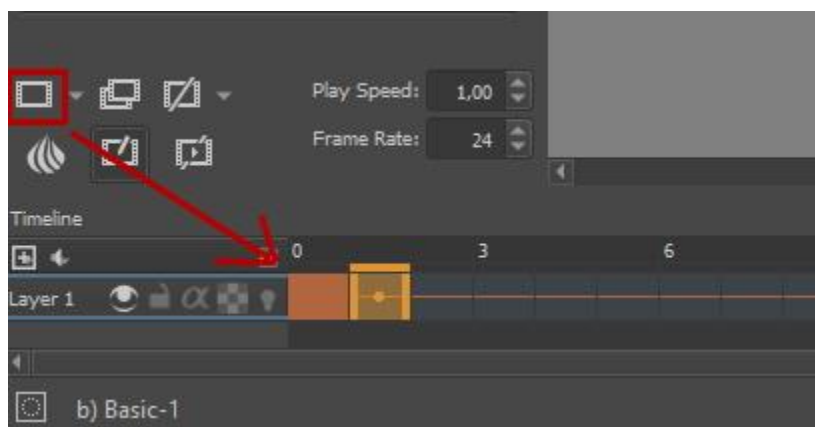 Play Speed: 1,00
Frame Rate: 24
Timeline
0 3 6
Layer 1 α
b) Basic-1